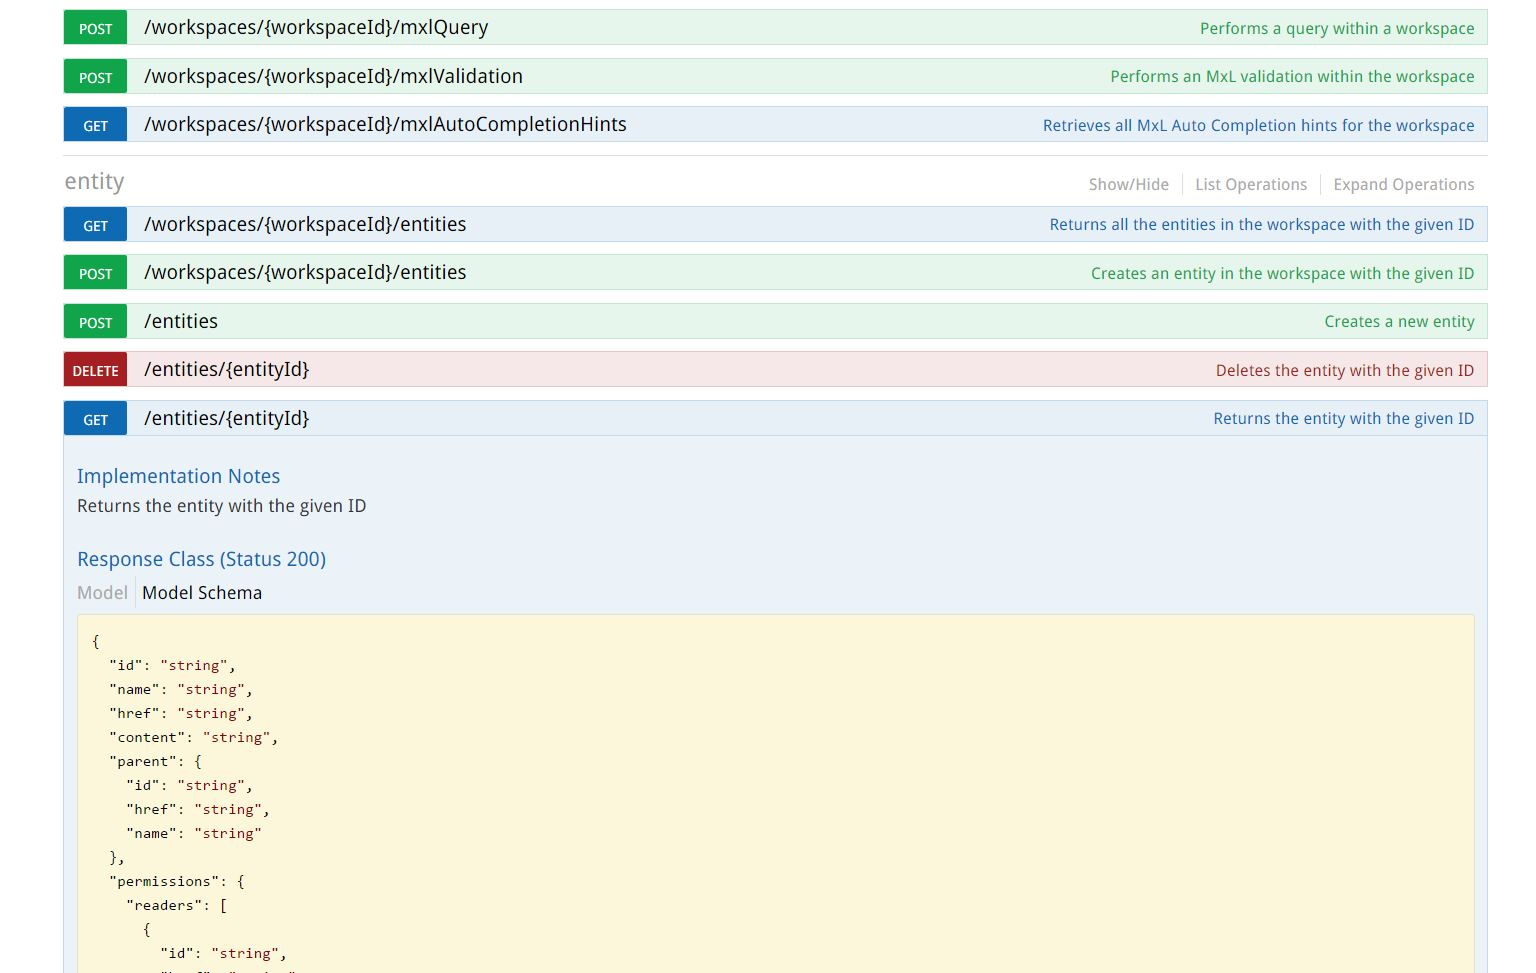 POST /workspaces/{workspaceId}/mxlQuery Performs a query within a workspace
POST /workspaces/{workspaceId}/mxlValidation Performs an MxL validation within the workspace
GET /workspaces/{workspaceId}/mxlAutoCompletionHints Retrieves all MxL Auto Completion hints for the workspace
entity Show/Hide List Operations Expand Operations
GET /workspaces/{workspaceId}/entities Returns all the entities in the workspace with the given ID
POST /workspaces/{workspaceId}/entities Creates an entity in the workspace with the given ID
POST /entities Creates a new entity
DELETE /entities/{entityId} Deletes the entity with the given ID
GET /entities/{entityId} Returns the entity with the given ID
Implementation Notes
Returns the entity with the given ID
Response Class (Status 200)
Model Model Schema
{
"id": "string",
"name": "string",
"href": "string",
"content": "string",
"parent": {
"id": "string",
"href": "string",
"name": "string"
},
"permissions": {
"readers": [
{
"id": "string",